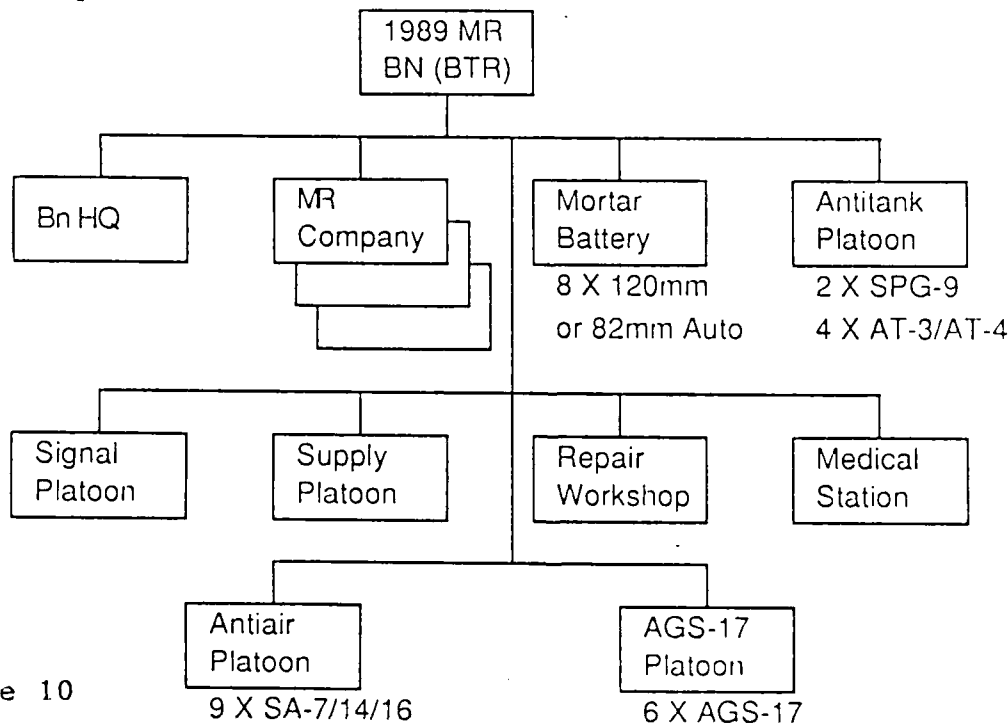 1989 MR
BN (BTR)
Bn HQ
MR
Company
Mortar
Battery
8 X 120mm
or 82mm Auto
Antitank
Platoon
2 X SPG-9
4 X AT-3/AT-4
Signal
Platoon
Supply
Platoon
Repair
Workshop
Medical
Station
Antiair
Platoon
9 X SA-7/14/16
AGS-17
Platoon
6 X AGS-17
e 10